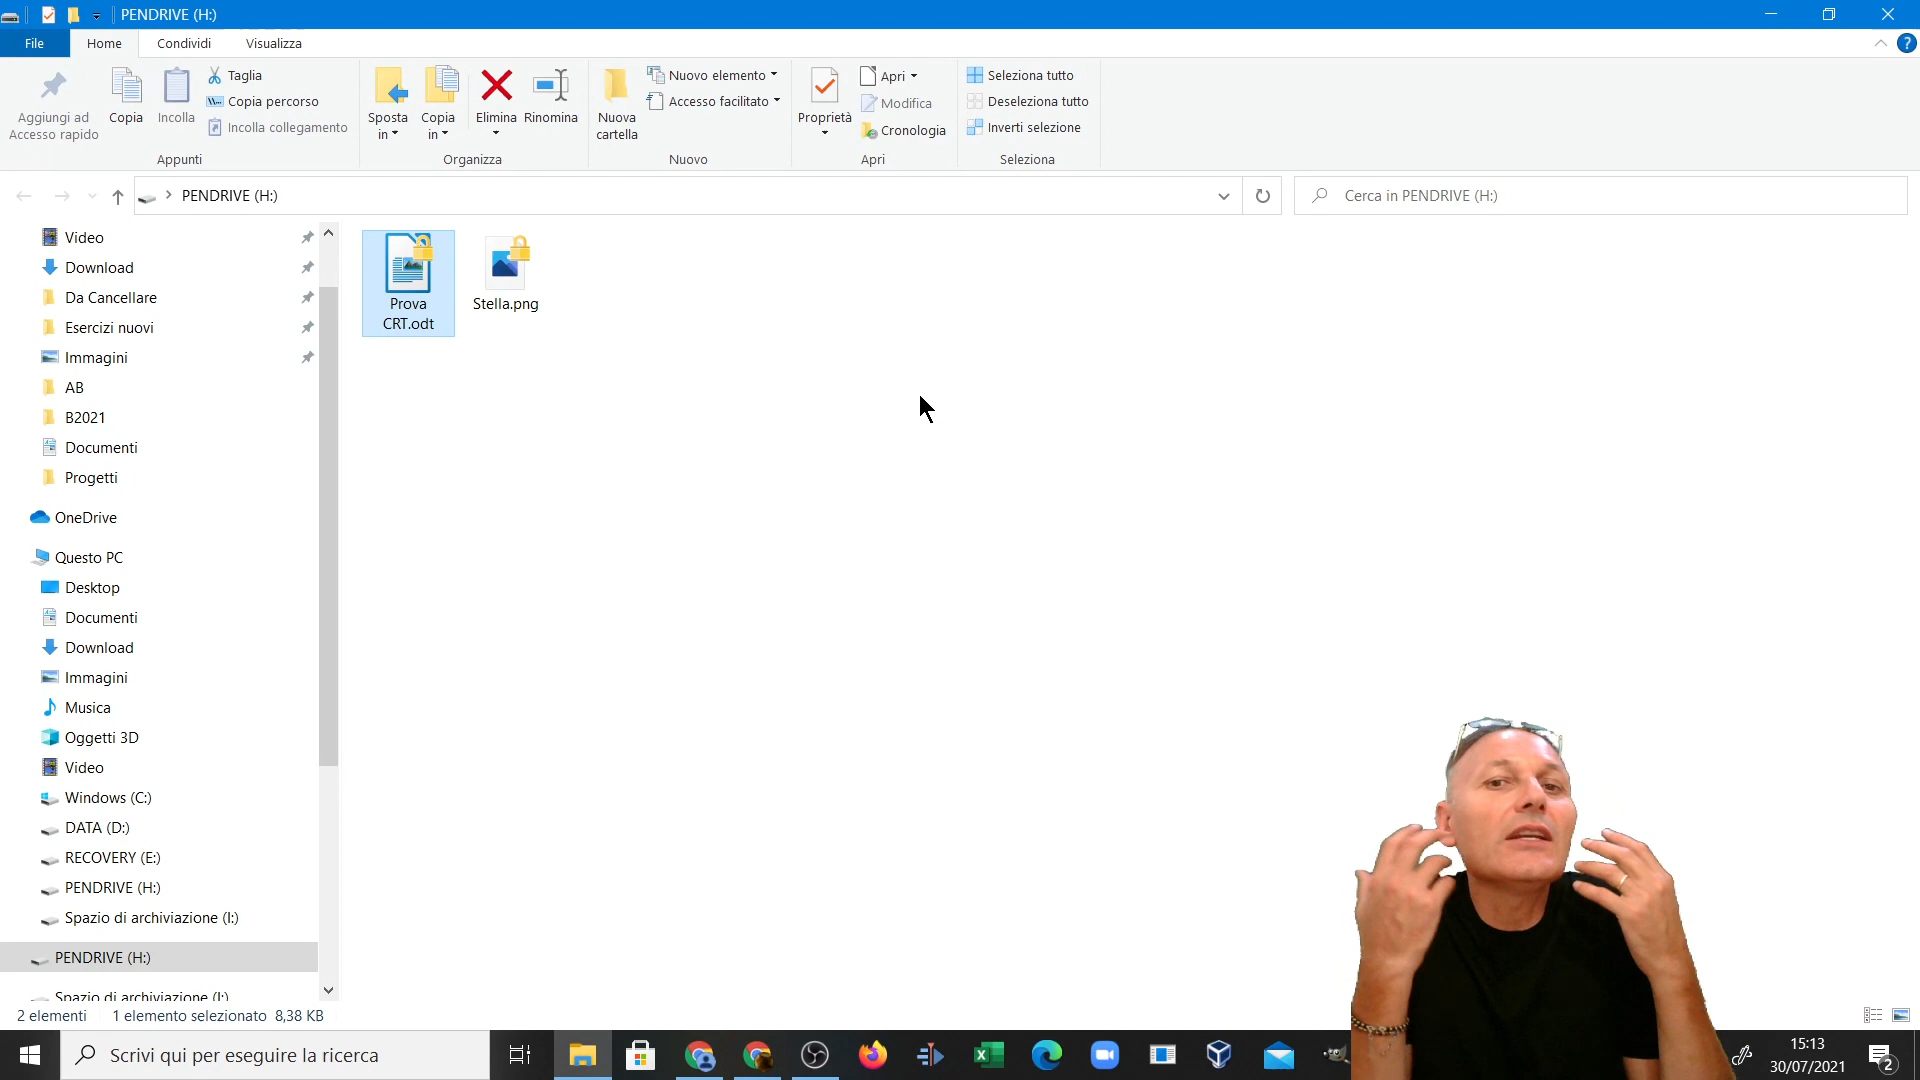 PENDRIVE (H:)
File
Home
Condividi
Visualizza
Aggiungi ad
Accesso rapido
Copia
Incolla
Taglia
Copia percorso
Incolla collegamento
Appunti
Sposta
in
Copia
in
Elimina
Rinomina
Organizza
Nuova
cartella
Nuovo elemento
Accesso facilitato
Nuovo
Proprietà
Apri
Modifica
Cronologia
Apri
Seleziona tutto
Deseleziona tutto
Inverti selezione
Seleziona
PENDRIVE (H:)
Cerca in PENDRIVE (H:)
Video
Download
Da Cancellare
Esercizi nuovi
Immagini
AB
B2021
Documenti
Progetti
OneDrive
Questo PC
Desktop
Documenti
Download
Immagini
Musica
Oggetti 3D
Video
Windows (C:)
DATA (D:)
RECOVERY (E:)
PENDRIVE (H:)
Spazio di archiviazione (I:)
PENDRIVE (H:)
Spazio di archiviazione (I:)
Prova
CRT.odt
Stella.png
2 elementi
1 elemento selezionato 8,38 KB
Scrivi qui per eseguire la ricerca
15:13
30/07/2021
2